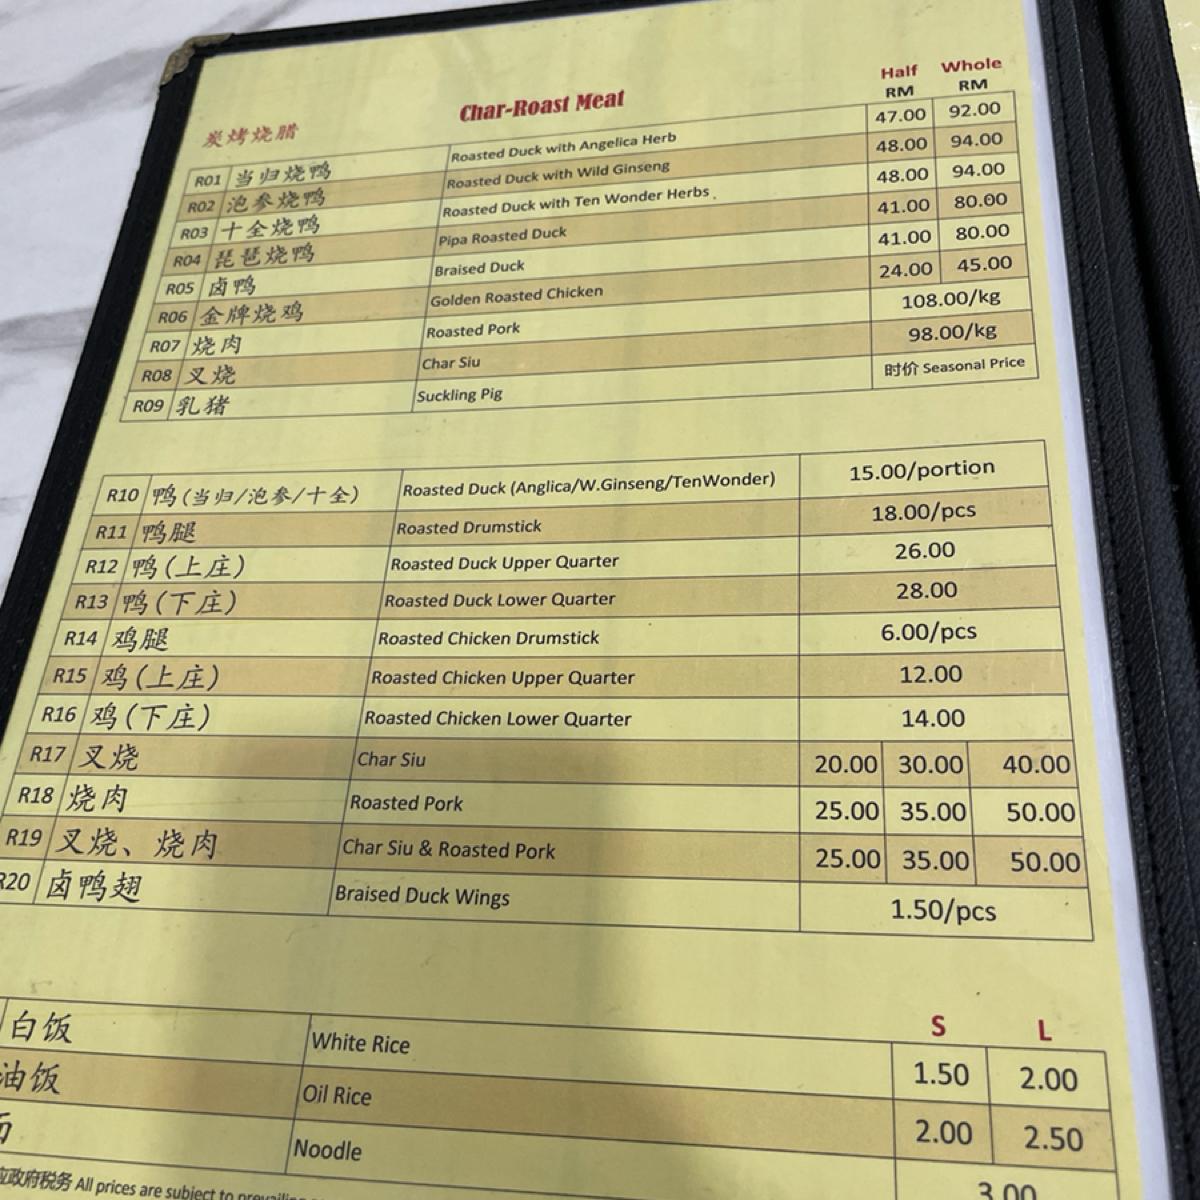 Half Whole
炭烤烧腊 Char-Roast Meat RM RM
R01 当归烧鸭 Roasted Duck with Angelica Herb 47.00 92.00
R02 泡参烧鸭 Roasted Duck with Wild Ginseng 48.00 94.00
R03 十全烧鸭 Roasted Duck with Ten Wonder Herbs 48.00 94.00
R04 琵琶烧鸭 Pipa Roasted Duck 41.00 80.00
R05 卤鸭 Braised Duck 41.00 80.00
R06 金牌烧鸡 Golden Roasted Chicken 24.00 45.00
R07 烧肉 Roasted Pork 108.00/kg
R08 叉烧 Char Siu 98.00/kg
R09 乳猪 Suckling Pig 时价 Seasonal Price
R10 鸭(当归/泡参/十全) Roasted Duck (Anglica/W.Ginseng/TenWonder) 15.00/portion
R11 鸭腿 Roasted Drumstick 18.00/pcs
R12 鸭(上庄) Roasted Duck Upper Quarter 26.00
R13 鸭(下庄) Roasted Duck Lower Quarter 28.00
R14 鸡腿 Roasted Chicken Drumstick 6.00/pcs
R15 鸡(上庄) Roasted Chicken Upper Quarter 12.00
R16 鸡(下庄) Roasted Chicken Lower Quarter 14.00
R17 叉烧 Char Siu 20.00 30.00 40.00
R18 烧肉 Roasted Pork 25.00 35.00 50.00
R19 叉烧、烧肉 Char Siu & Roasted Pork 25.00 35.00 50.00
R20 卤鸭翅 Braised Duck Wings 1.50/pcs
S L
白饭 White Rice 1.50 2.00
油饭 Oil Rice 2.00 2.50
Noodle 3.00
政府税务 All prices are subject to